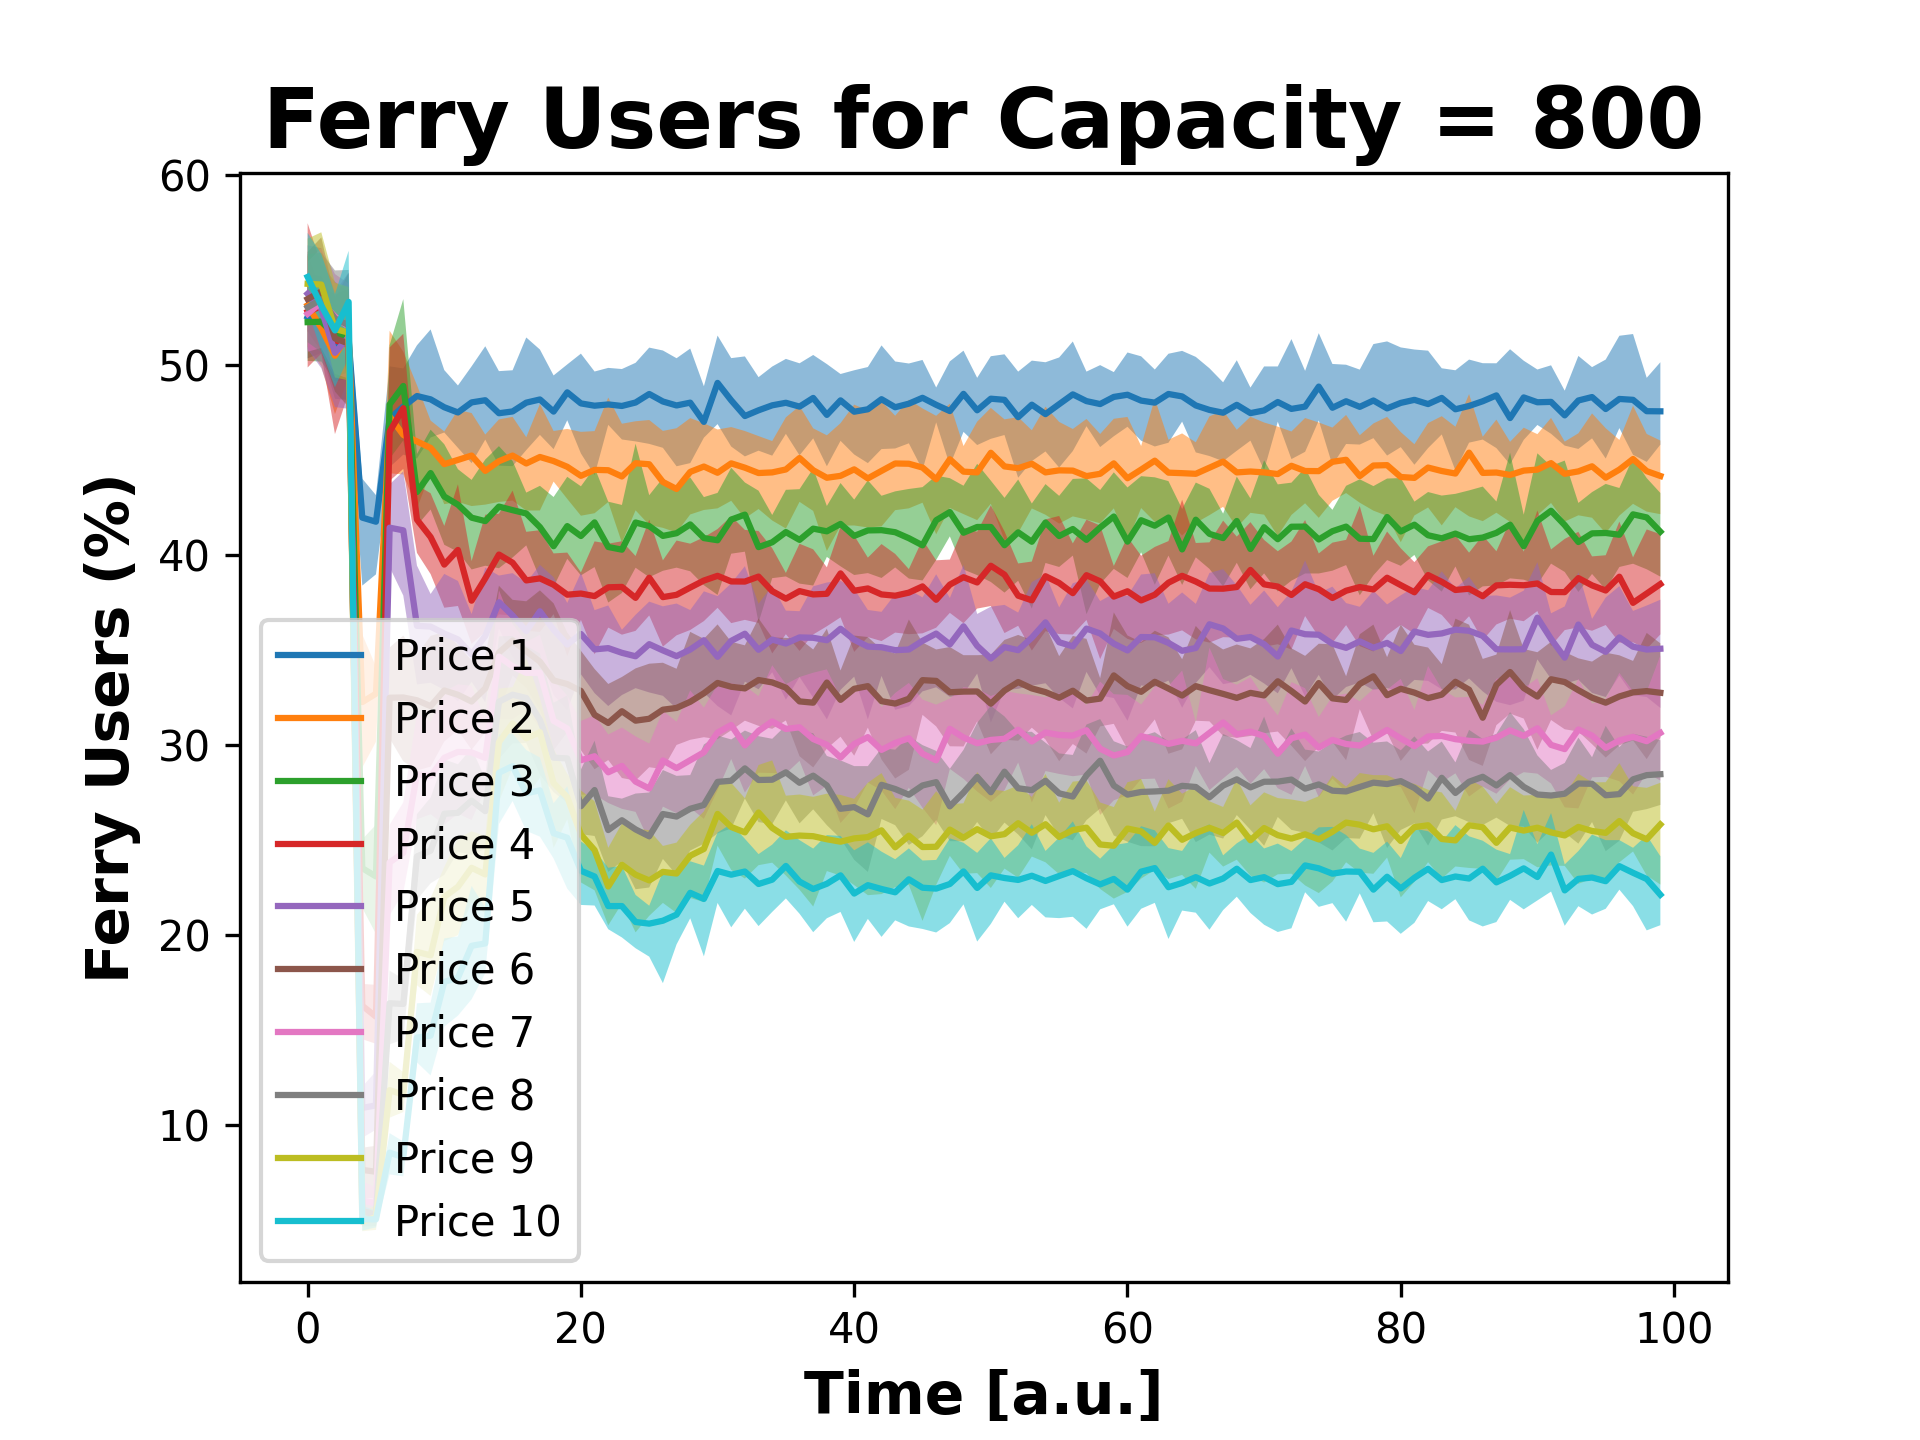 Ferry Users for Capacity = 800
Ferry Users (%)
60
50
40
30
20
10
Price 1
Price 2
Price 3
Price 4
Price 5
Price 6
Price 7
Price 8
Price 9
Price 10
0 20 40 60 80 100
Time [a.u.]